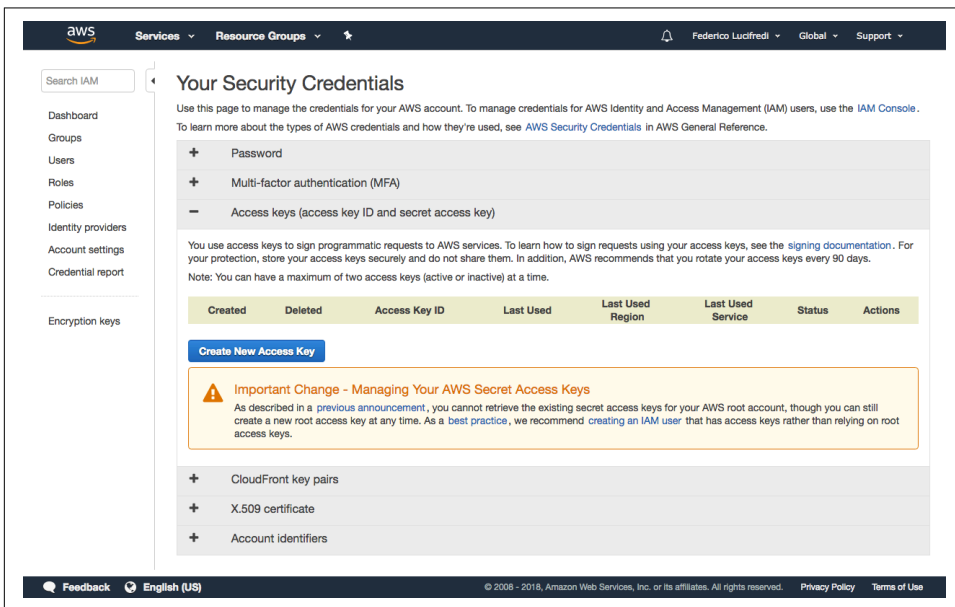 aws Services Resource Groups Federico Lucifredi Global Support
Search IAM
Dashboard
Groups
Users
Roles
Policies
Identity providers
Account settings
Credential report
Encryption keys
Your Security Credentials
Use this page to manage the credentials for your AWS account. To manage credentials for AWS Identity and Access Management (IAM) users, use the IAM Console.
To learn more about the types of AWS credentials and how they're used, see AWS Security Credentials in AWS General Reference.
+ Password
+ Multi-factor authentication (MFA)
− Access keys (access key ID and secret access key)
You use access keys to sign programmatic requests to AWS services. To learn how to sign requests using your access keys, see the signing documentation. For
your protection, store your access keys securely and do not share them. In addition, AWS recommends that you rotate your access keys every 90 days.
Note: You can have a maximum of two access keys (active or inactive) at a time.
Created Deleted Access Key ID Last Used Last Used Region Last Used Service Status Actions
Create New Access Key
Important Change - Managing Your AWS Secret Access Keys
As described in a previous announcement, you cannot retrieve the existing secret access keys for your AWS root account, though you can still
create a new root access key at any time. As a best practice, we recommend creating an IAM user that has access keys rather than relying on root
access keys.
+ CloudFront key pairs
+ X.509 certificate
+ Account identifiers
Feedback English (US) © 2008 - 2018, Amazon Web Services, Inc. or its affiliates. All rights reserved. Privacy Policy Terms of Use